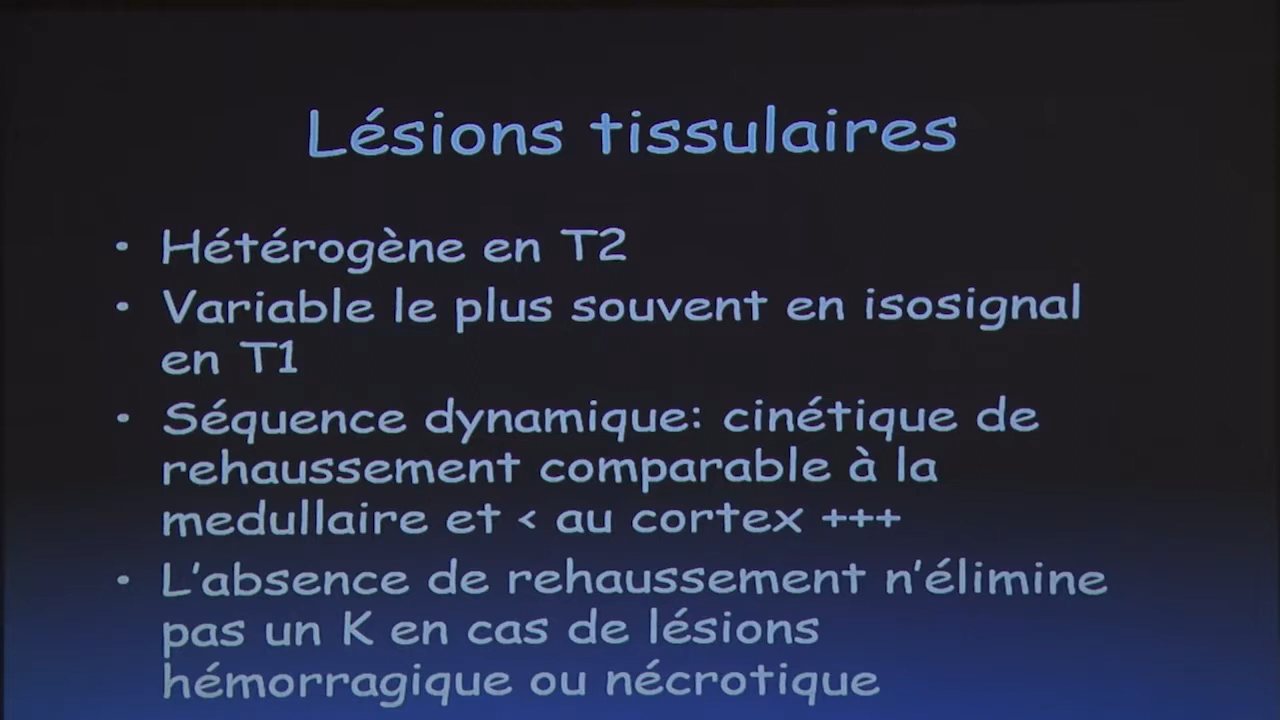 Lésions tissulaires
• Hétérogène en T2
• Variable le plus souvent en isosignal
en T1
• Séquence dynamique: cinétique de
rehaussement comparable à la
medullaire et < au cortex +++
• L'absence de rehaussement n'élimine
pas un K en cas de lésions
hémorragique ou nécrotique